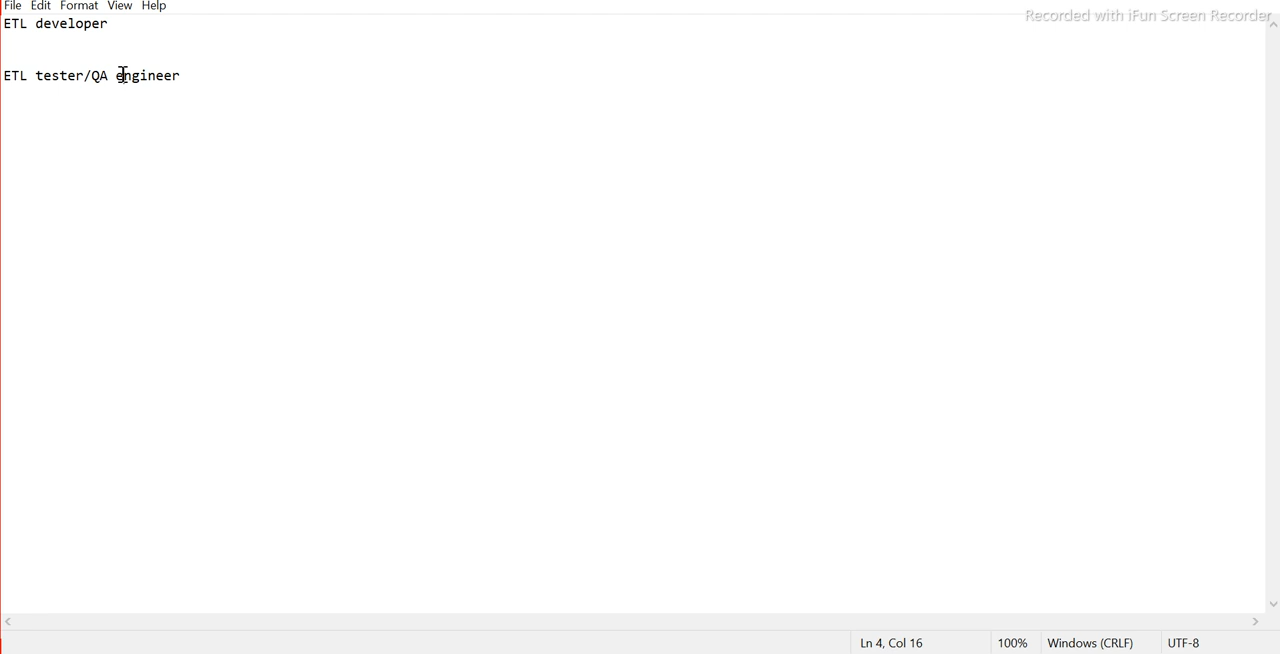 File Edit Format View Help
Recorded with iFun Screen Recorder
ETL developer
ETL tester/QA engineer
Ln 4, Col 16 100% Windows (CRLF) UTF-8